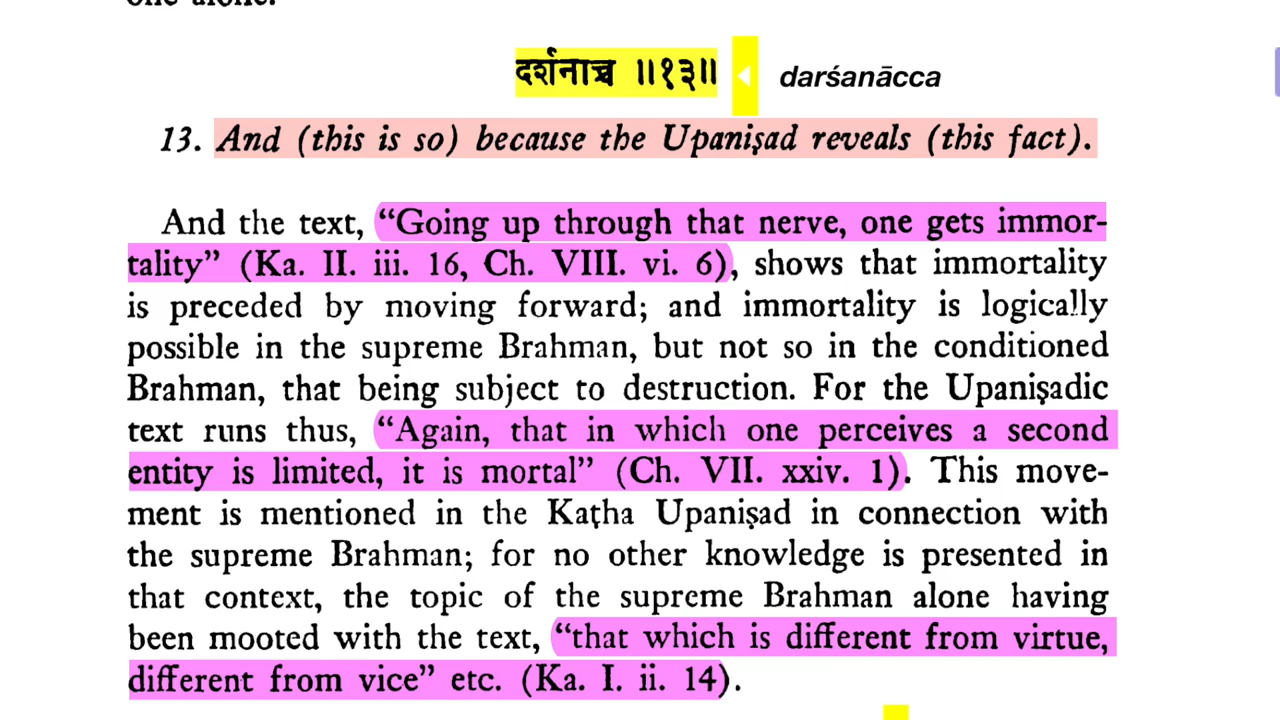 one alone.
दर्शनाच्च ॥१३॥ darśanācca
13. And (this is so) because the Upaniṣad reveals (this fact).
And the text, “Going up through that nerve, one gets immor-
tality” (Ka. II. iii. 16, Ch. VIII. vi. 6), shows that immortality
is preceded by moving forward; and immortality is logically
possible in the supreme Brahman, but not so in the conditioned
Brahman, that being subject to destruction. For the Upaniṣadic
text runs thus, “Again, that in which one perceives a second
entity is limited, it is mortal” (Ch. VII. xxiv. 1). This move-
ment is mentioned in the Kaṭha Upaniṣad in connection with
the supreme Brahman; for no other knowledge is presented in
that context, the topic of the supreme Brahman alone having
been mooted with the text, “that which is different from virtue,
different from vice” etc. (Ka. I. ii. 14).